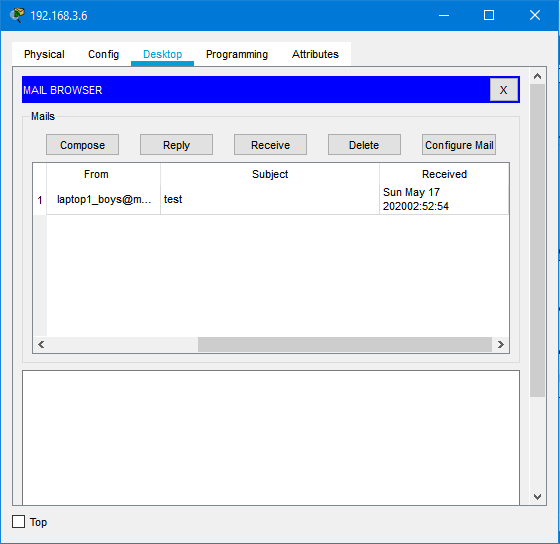 192.168.3.6
Physical Config Desktop Programming Attributes
MAIL BROWSER X
Mails
Compose Reply Receive Delete Configure Mail
From Subject Received
1 laptop1_boys@m... test Sun May 17
202002:52:54
Top